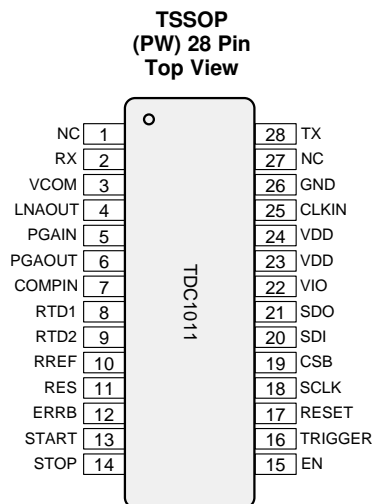 TSSOP
(PW) 28 Pin
Top View
NC 1 28 TX
RX 2 27 NC
VCOM 3 26 GND
LNAOUT 4 25 CLKIN
PGAIN 5 24 VDD
PGAOUT 6 23 VDD
COMPIN 7 22 VIO
RTD1 8 21 SDO
RTD2 9 20 SDI
RREF 10 19 CSB
RES 11 18 SCLK
ERRB 12 17 RESET
START 13 16 TRIGGER
STOP 14 15 EN
TDC1011